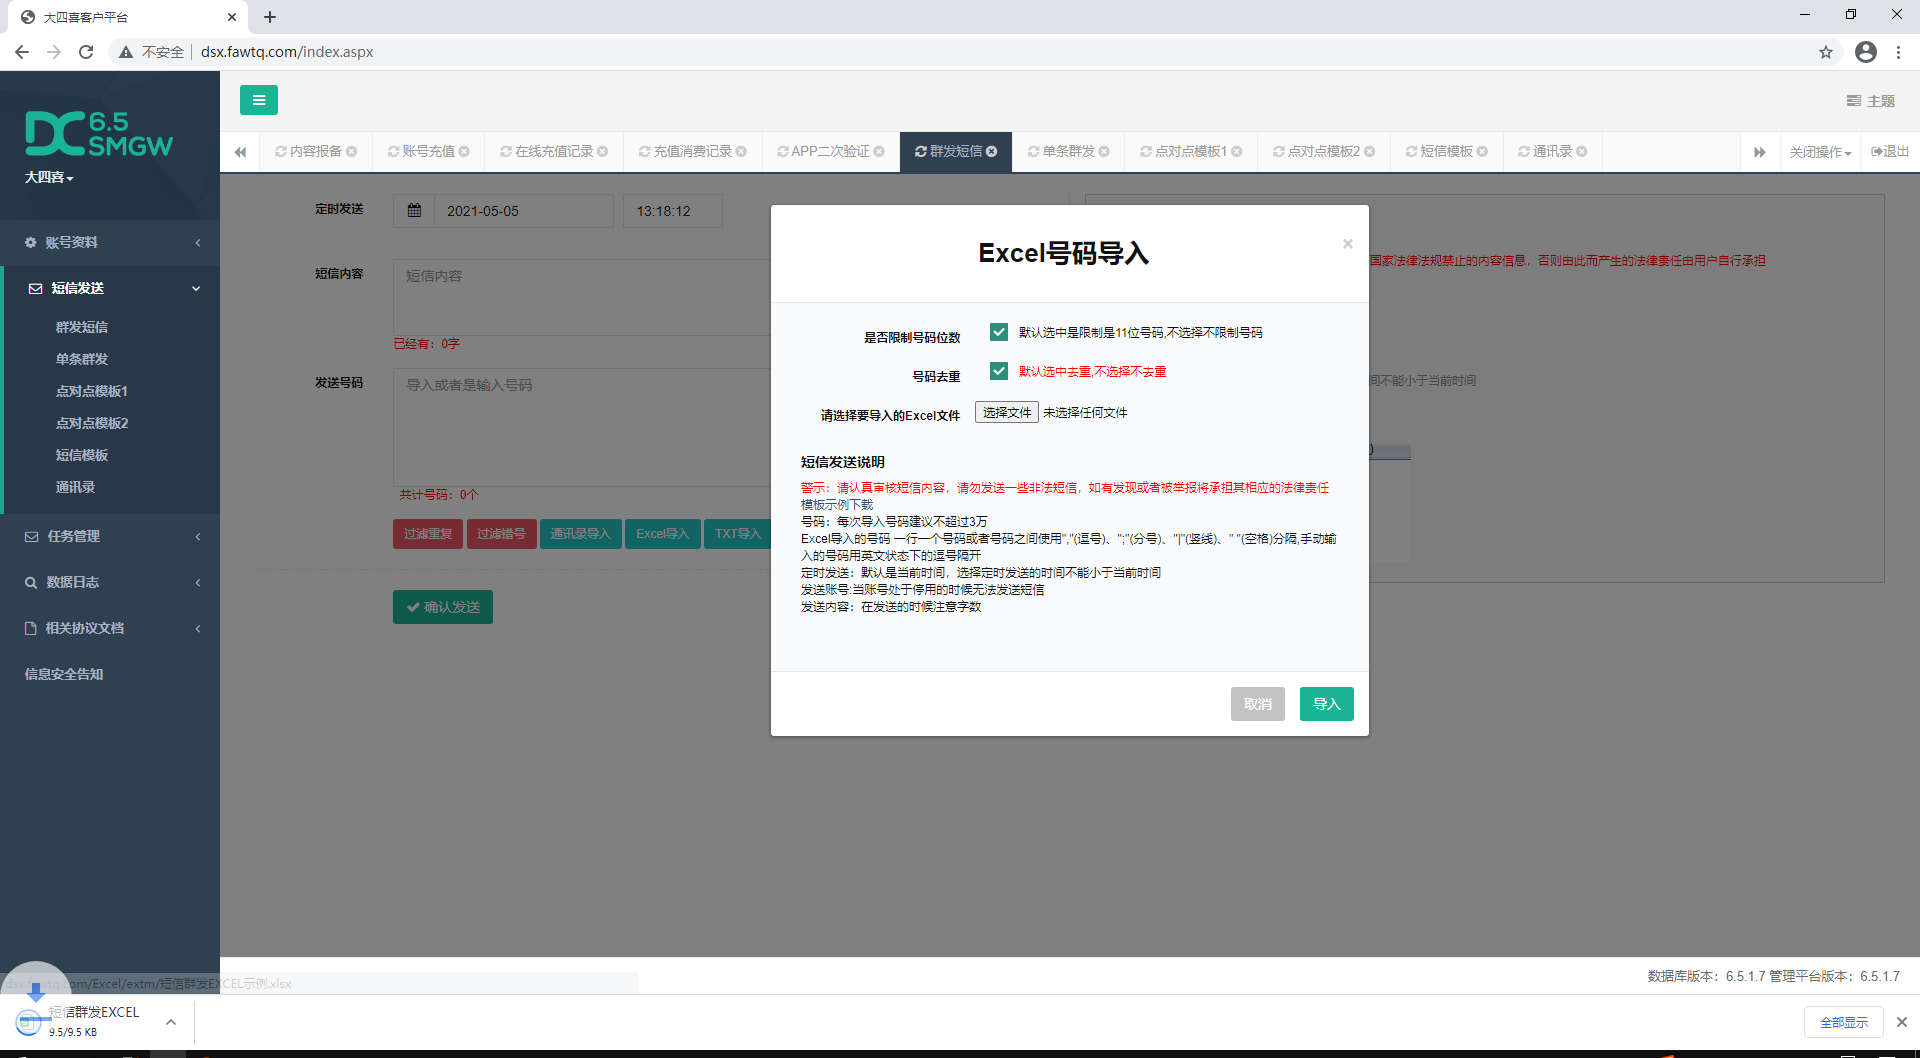 大四喜客户平台
不安全
dsx.fawtq.com/index.aspx
DC 6.5 SMGW
大四喜
主题
内容报备
账号充值
在线充值记录
充值消费记录
APP二次验证
群发短信
单条群发
点对点模板1
点对点模板2
短信模板
通讯录
关闭操作
退出
账号资料
短信发送
群发短信
单条群发
点对点模板1
点对点模板2
短信模板
通讯录
任务管理
数据日志
相关协议文档
信息安全告知
定时发送
2021-05-05
13:18:12
短信内容
短信内容
已经有：0字
发送号码
导入或者是输入号码
共计号码：0个
过滤重复
过滤错号
通讯录导入
Excel导入
TXT导入
确认发送
国家法律法规禁止的内容信息，否则由此而产生的法律责任由用户自行承担
间不能小于当前时间
Excel号码导入
×
是否限制号码位数
默认选中是限制是11位号码,不选择不限制号码
号码去重
默认选中去重,不选择不去重
请选择要导入的Excel文件
选择文件 未选择任何文件
短信发送说明
警示：请认真审核短信内容，请勿发送一些非法短信，如有发现或者被举报将承担其相应的法律责任
模板示例下载
号码：每次导入号码建议不超过3万
Excel导入的号码 一行一个号码或者号码之间使用","(逗号)、";"(分号)、"|"(竖线)、" "(空格)分隔,手动输
入的号码用英文状态下的逗号隔开
定时发送：默认是当前时间，选择定时发送的时间不能小于当前时间
发送账号:当账号处于停用的时候无法发送短信
发送内容：在发送的时候注意字数
取消
导入
数据库版本：6.5.1.7 管理平台版本：6.5.1.7
dsx.fawtq.com/Excel/extm/短信群发EXCEL示例.xlsx
短信群发EXCEL
9.5/9.5 KB
全部显示